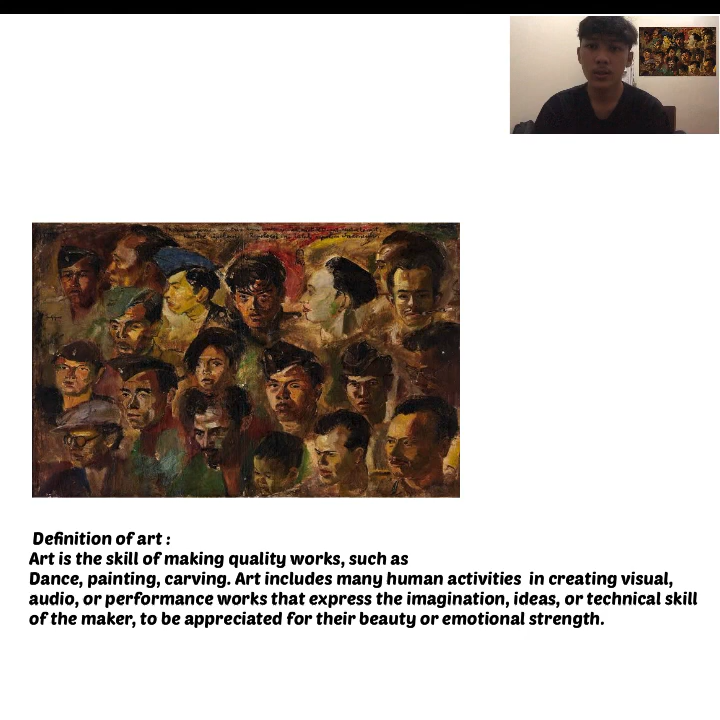 Definition of art :
Art is the skill of making quality works, such as
Dance, painting, carving. Art includes many human activities in creating visual,
audio, or performance works that express the imagination, ideas, or technical skill
of the maker, to be appreciated for their beauty or emotional strength.